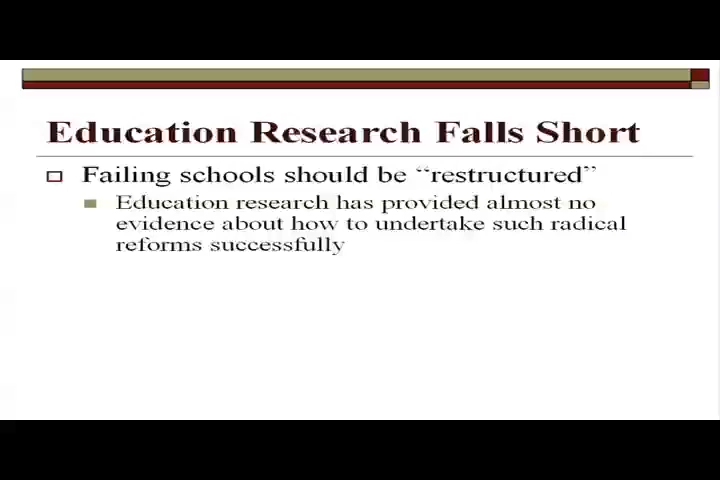 Education Research Falls Short
Failing schools should be “restructured”
Education research has provided almost no
evidence about how to undertake such radical
reforms successfully